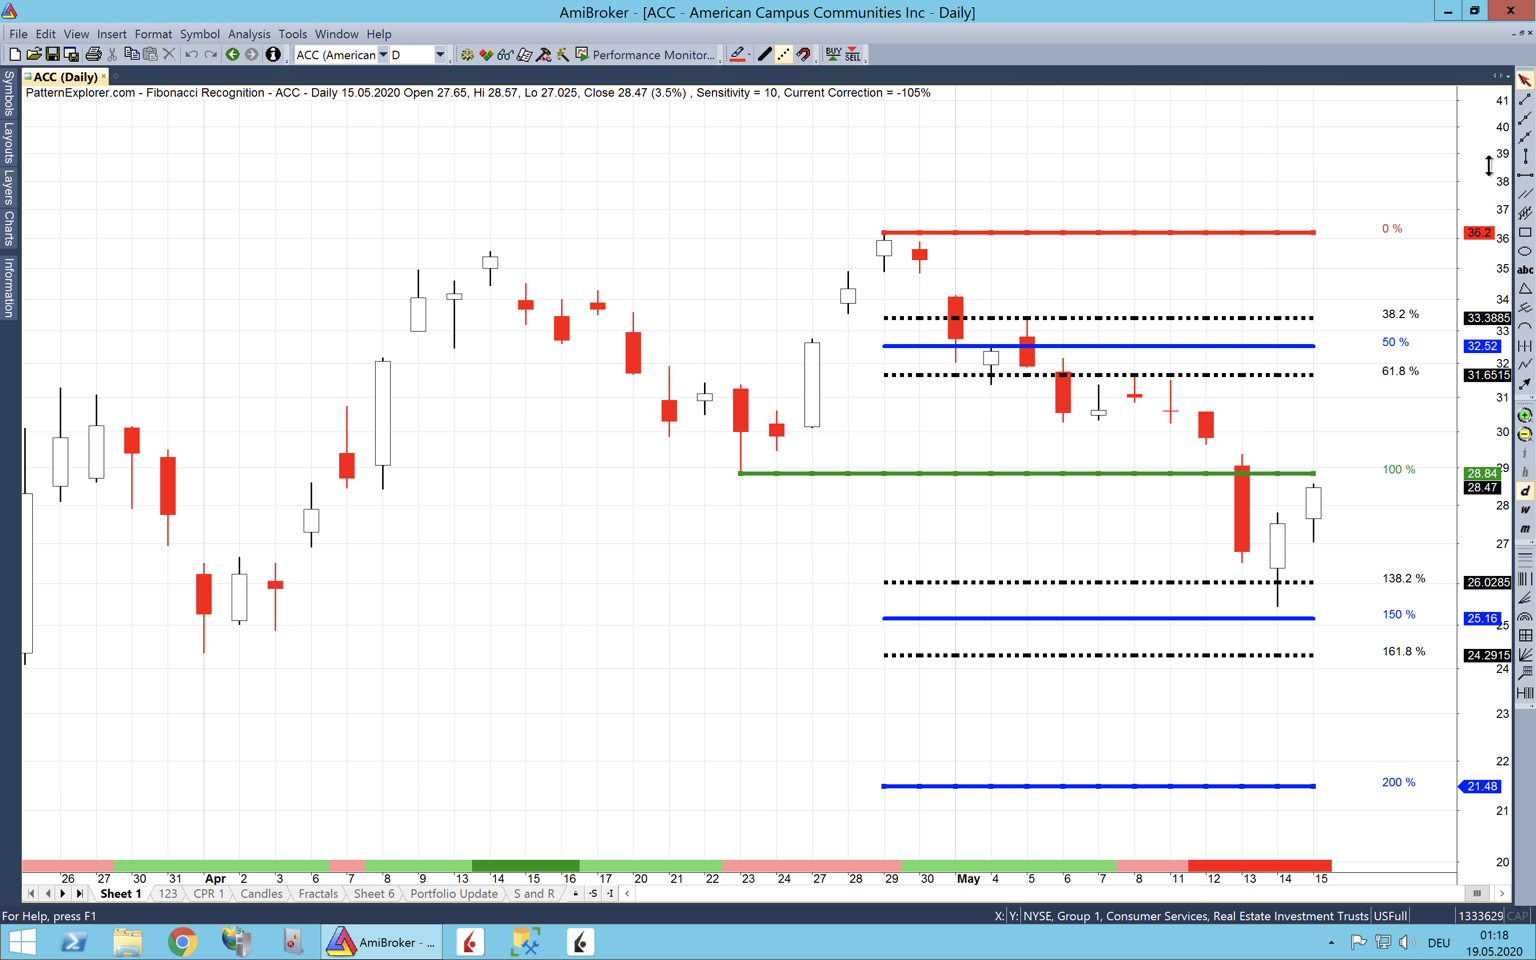 AmiBroker - [ACC - American Campus Communities Inc - Daily]
File Edit View Insert Format Symbol Analysis Tools Window Help
ACC (American D Performance Monitor... BUY SELL
ACC (Daily)
PatternExplorer.com - Fibonacci Recognition - ACC - Daily 15.05.2020 Open 27.65, Hi 28.57, Lo 27.025, Close 28.47 (3.5%) , Sensitivity = 10, Current Correction = -105%
Symbols
Layouts
Layers
Charts
Information
41
40
39
38
37
0 %
36.2
36
35
34
38.2 %
33.3885
33
50 %
32.52
32
61.8 %
31.6515
31
30
29
100 %
28.84
28.47
28
27
138.2 %
26.0285
150 %
25.16
25
161.8 %
24.2915
24
23
22
200 %
21.48
21
20
abc
i
h
d
w
m
26 27 30 31 Apr 2 3 6 7 8 9 13 14 15 16 17 20 21 22 23 24 27 28 29 30 May 4 5 6 7 8 11 12 13 14 15
Sheet 1 123 CPR 1 Candles Fractals Sheet 6 Portfolio Update S and R -S -I
For Help, press F1
X: Y: NYSE, Group 1, Consumer Services, Real Estate Investment Trusts USFull 1333629 CAP
AmiBroker - ...
DEU
01:18
19.05.2020